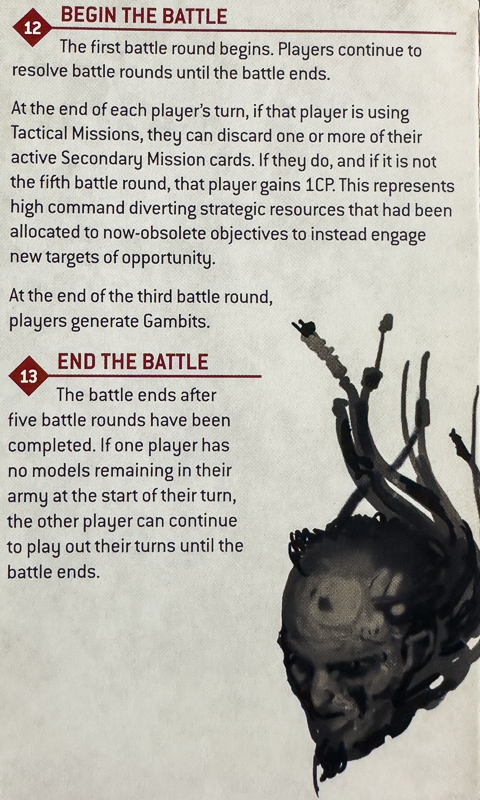 12
BEGIN THE BATTLE
The first battle round begins. Players continue to
resolve battle rounds until the battle ends.
At the end of each player's turn, if that player is using
Tactical Missions, they can discard one or more of their
active Secondary Mission cards. If they do, and if it is not
the fifth battle round, that player gains 1CP. This represents
high command diverting strategic resources that had been
allocated to now-obsolete objectives to instead engage
new targets of opportunity.
At the end of the third battle round,
players generate Gambits.
13
END THE BATTLE
The battle ends after
five battle rounds have been
completed. If one player has
no models remaining in their
army at the start of their turn,
the other player can continue
to play out their turns until the
battle ends.